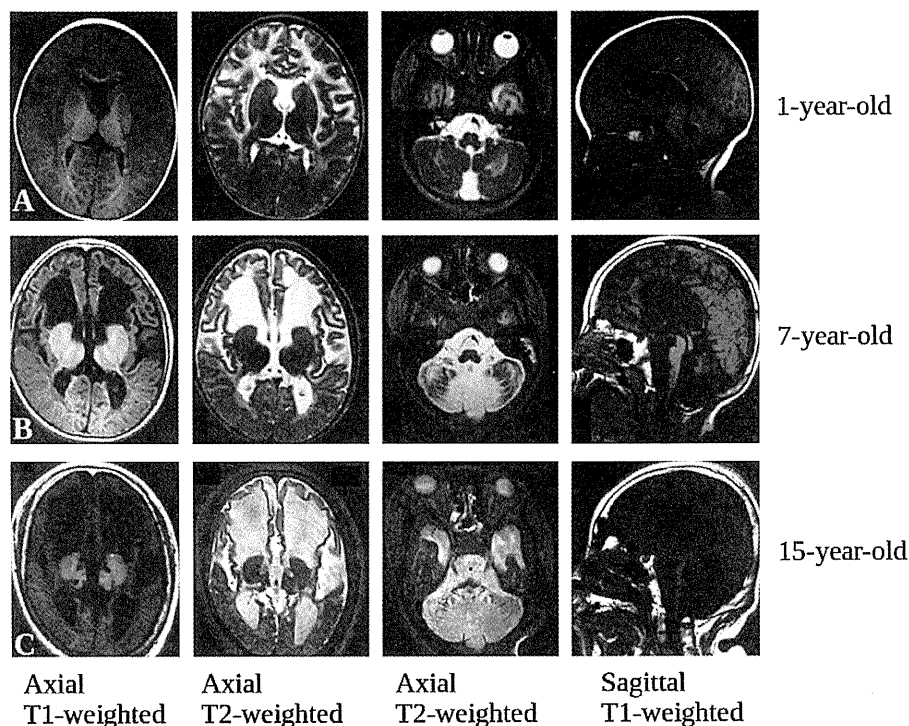 A
1-year-old
B
7-year-old
C
15-year-old
Axial
T1-weighted
Axial
T2-weighted
Axial
T2-weighted
Sagittal
T1-weighted